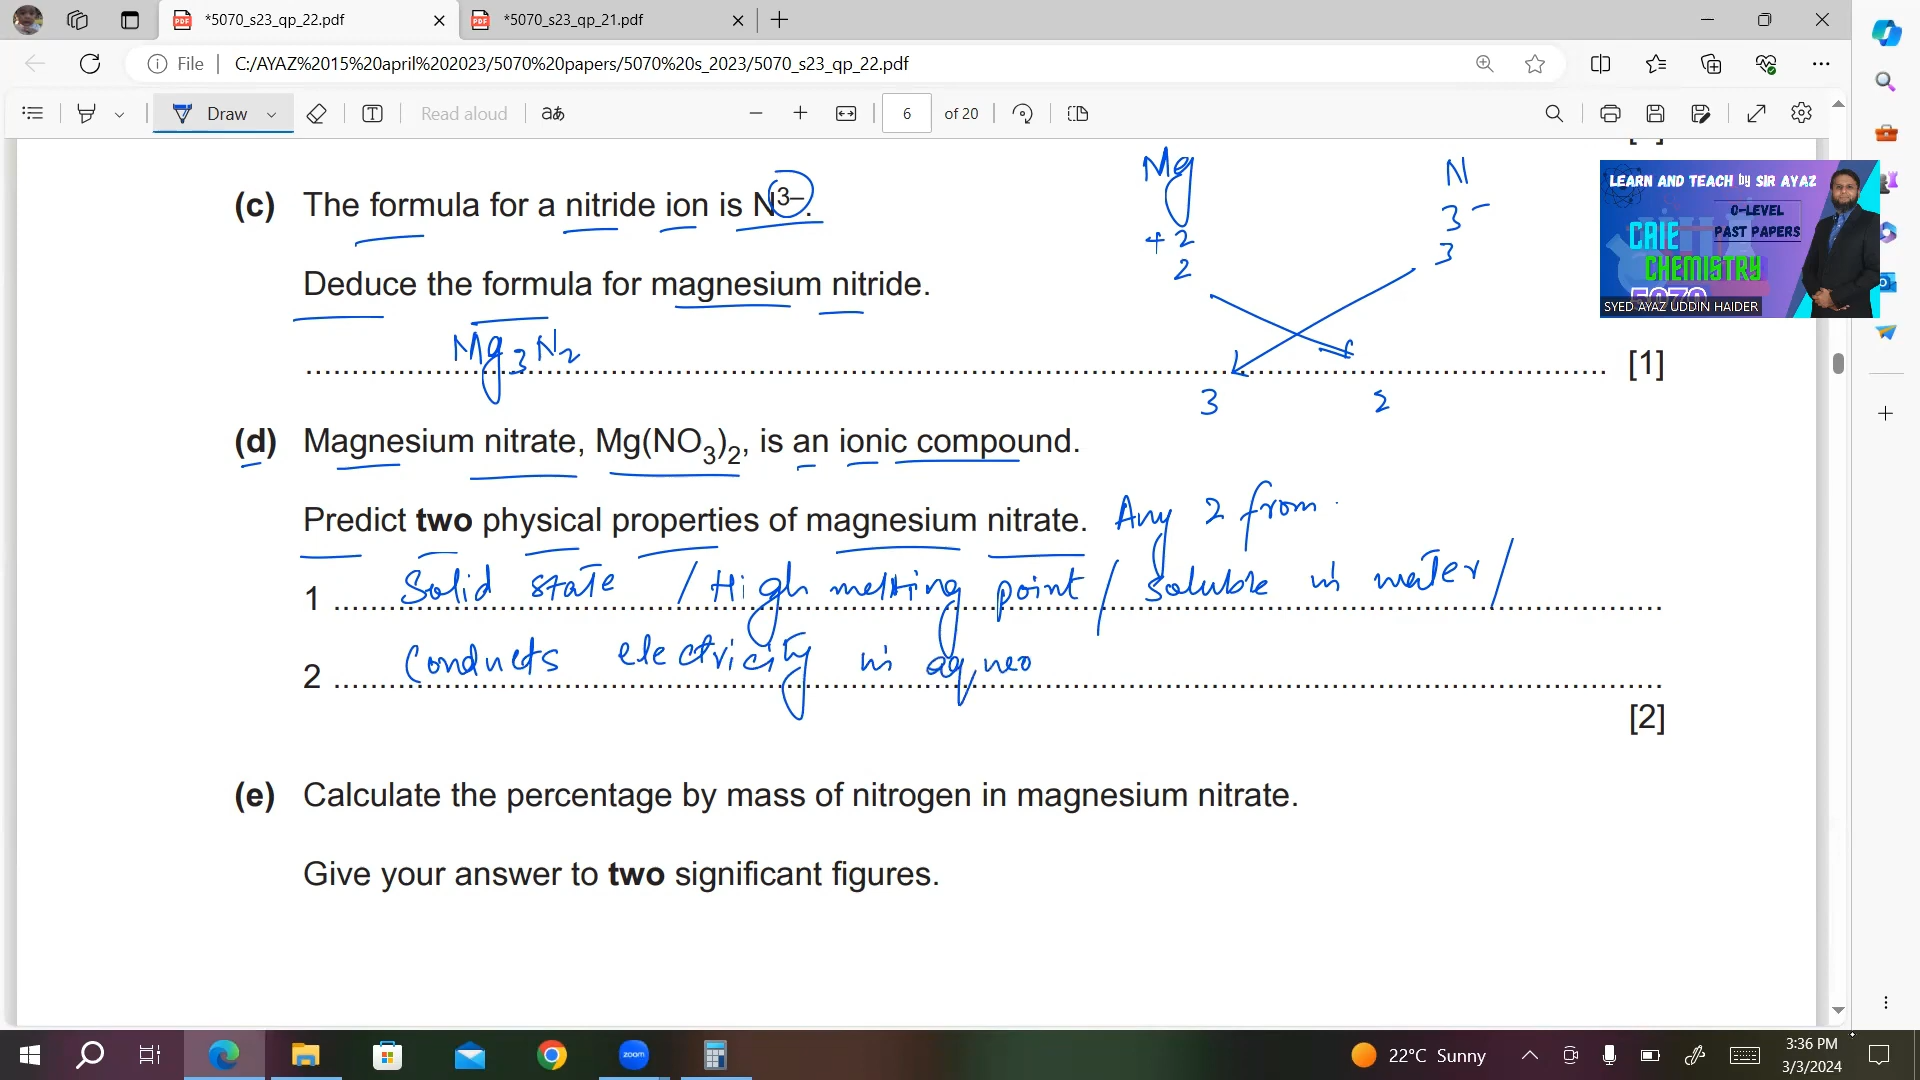 *5070_s23_qp_22.pdf
*5070_s23_qp_21.pdf
File
C:/AYAZ%2015%20april%202023/5070%20papers/5070%20s_2023/5070_s23_qp_22.pdf
Draw
Read aloud
6 of 20
Mg N
+2 3-
2 3
(c) The formula for a nitride ion is N3–.
Deduce the formula for magnesium nitride.
Mg3N2 [1]
3 2
(d) Magnesium nitrate, Mg(NO3)2, is an ionic compound.
Predict two physical properties of magnesium nitrate. Any 2 from
1 Solid state / High melting point / soluble in water /
2 Conducts electricity in aqueo
[2]
(e) Calculate the percentage by mass of nitrogen in magnesium nitrate.
Give your answer to two significant figures.
LEARN AND TEACH by SIR AYAZ
O-LEVEL
PAST PAPERS
CAIE
CHEMISTRY
5070
SYED AYAZ UDDIN HAIDER
zoom
22°C Sunny
3:36 PM
3/3/2024